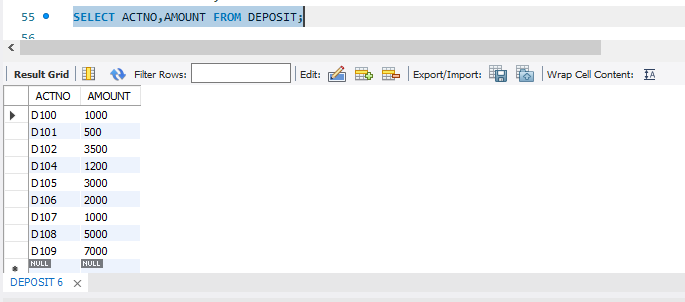 55 SELECT ACTNO,AMOUNT FROM DEPOSIT;
56
Result Grid Filter Rows: Edit: Export/Import: Wrap Cell Content: IA
ACTNO AMOUNT
D100 1000
D101 500
D102 3500
D104 1200
D105 3000
D106 2000
D107 1000
D108 5000
D109 7000
NULL NULL
DEPOSIT 6